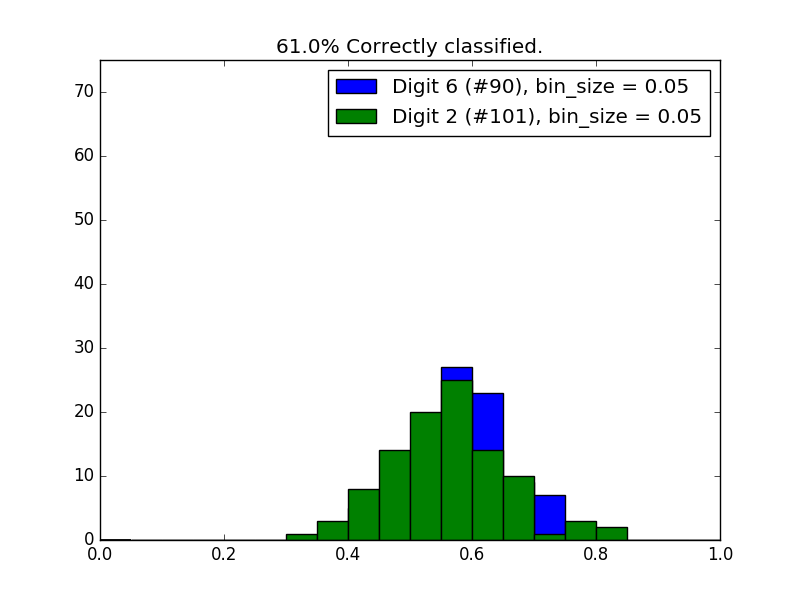 61.0% Correctly classified.
Digit 6 (#90), bin_size = 0.05
Digit 2 (#101), bin_size = 0.05
70
60
50
40
30
20
10
0
0.0 0.2 0.4 0.6 0.8 1.0